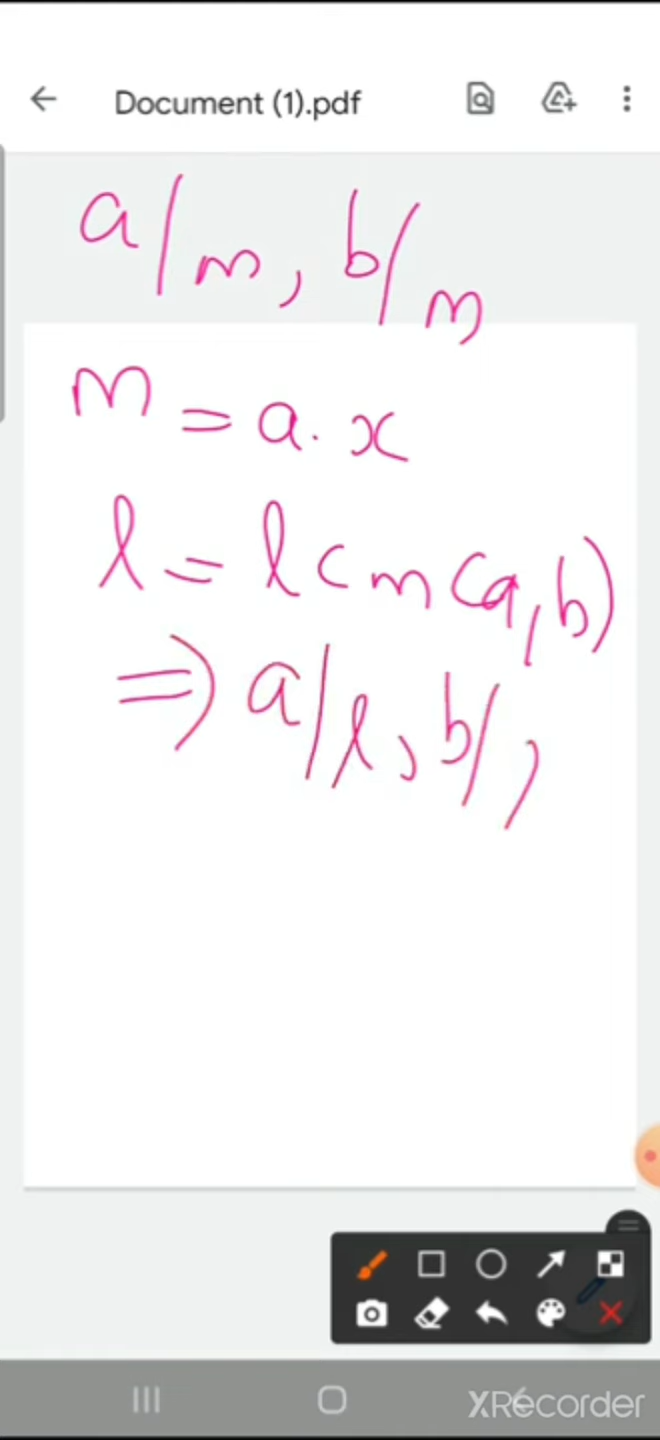 Document (1).pdf
a/m, b/m
m = a.x
l = lcm(a,b)
⇒ a/l, b/,
XRecorder